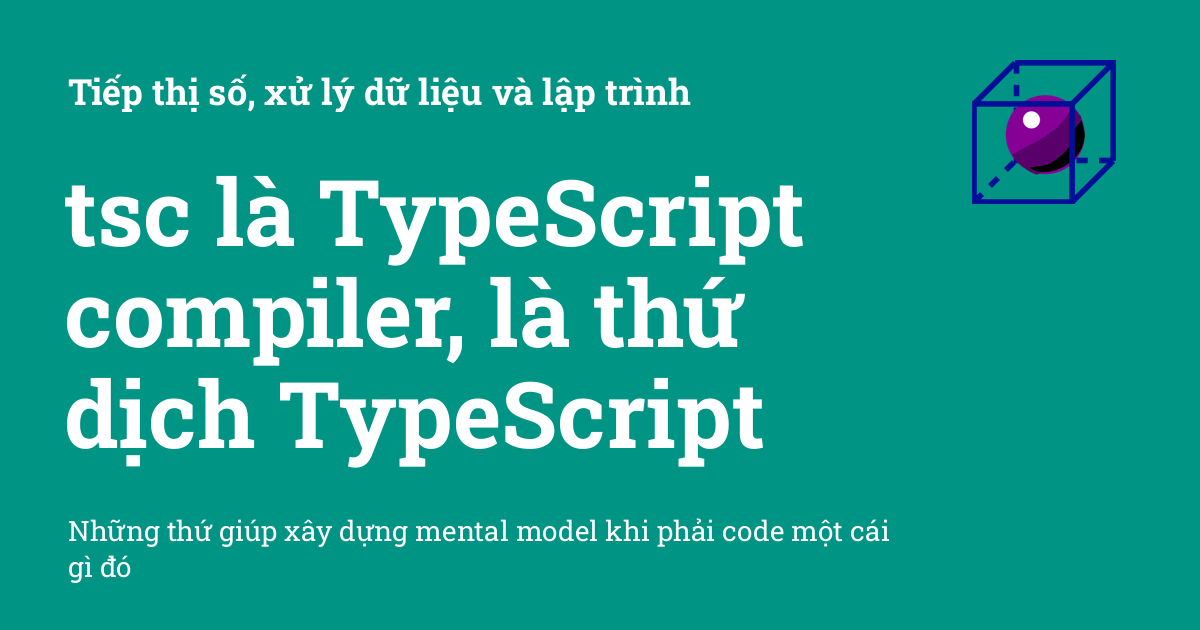 Tiếp thị số, xử lý dữ liệu và lập trình
tsc là TypeScript
compiler, là thứ
dịch TypeScript
Những thứ giúp xây dựng mental model khi phải code một cái
gì đó